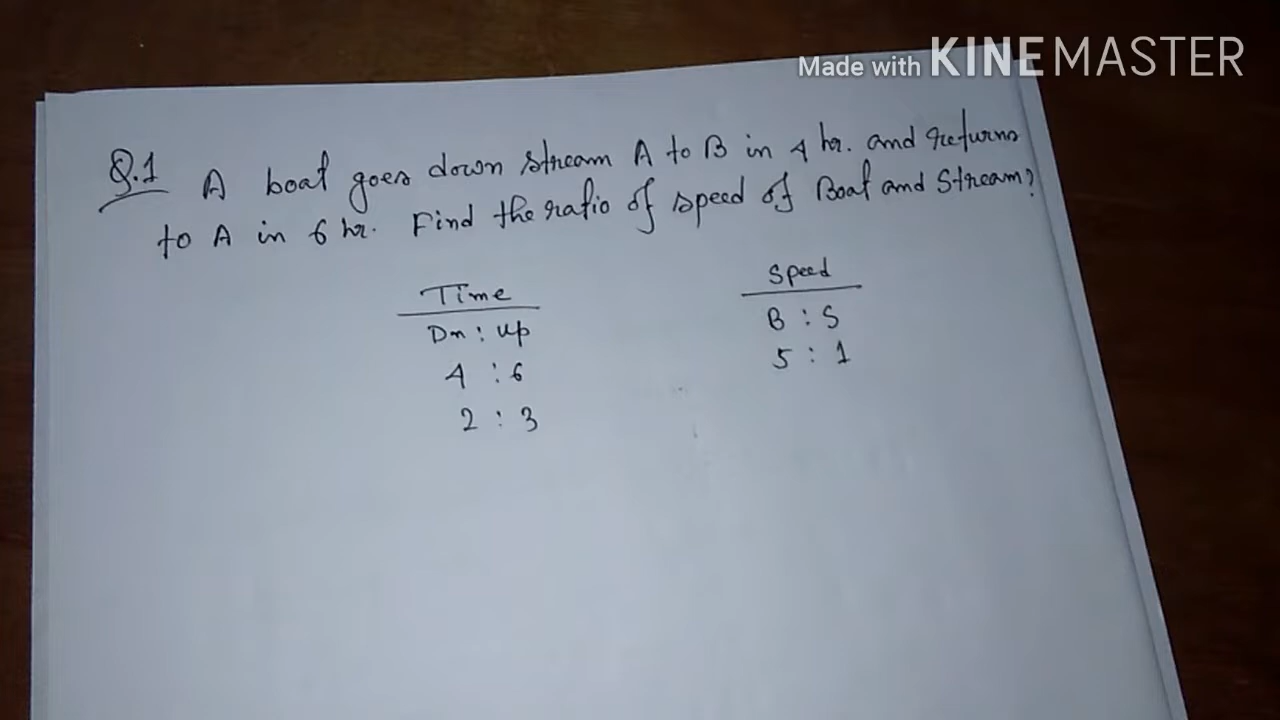 Made with KINEMASTER
Q.1 A boat goes down stream A to B in 4 hr. and returns
to A in 6 hr. Find the ratio of speed of Boat and Stream?
Time
Dn : up
4 : 6
2 : 3
Speed
B : S
5 : 1